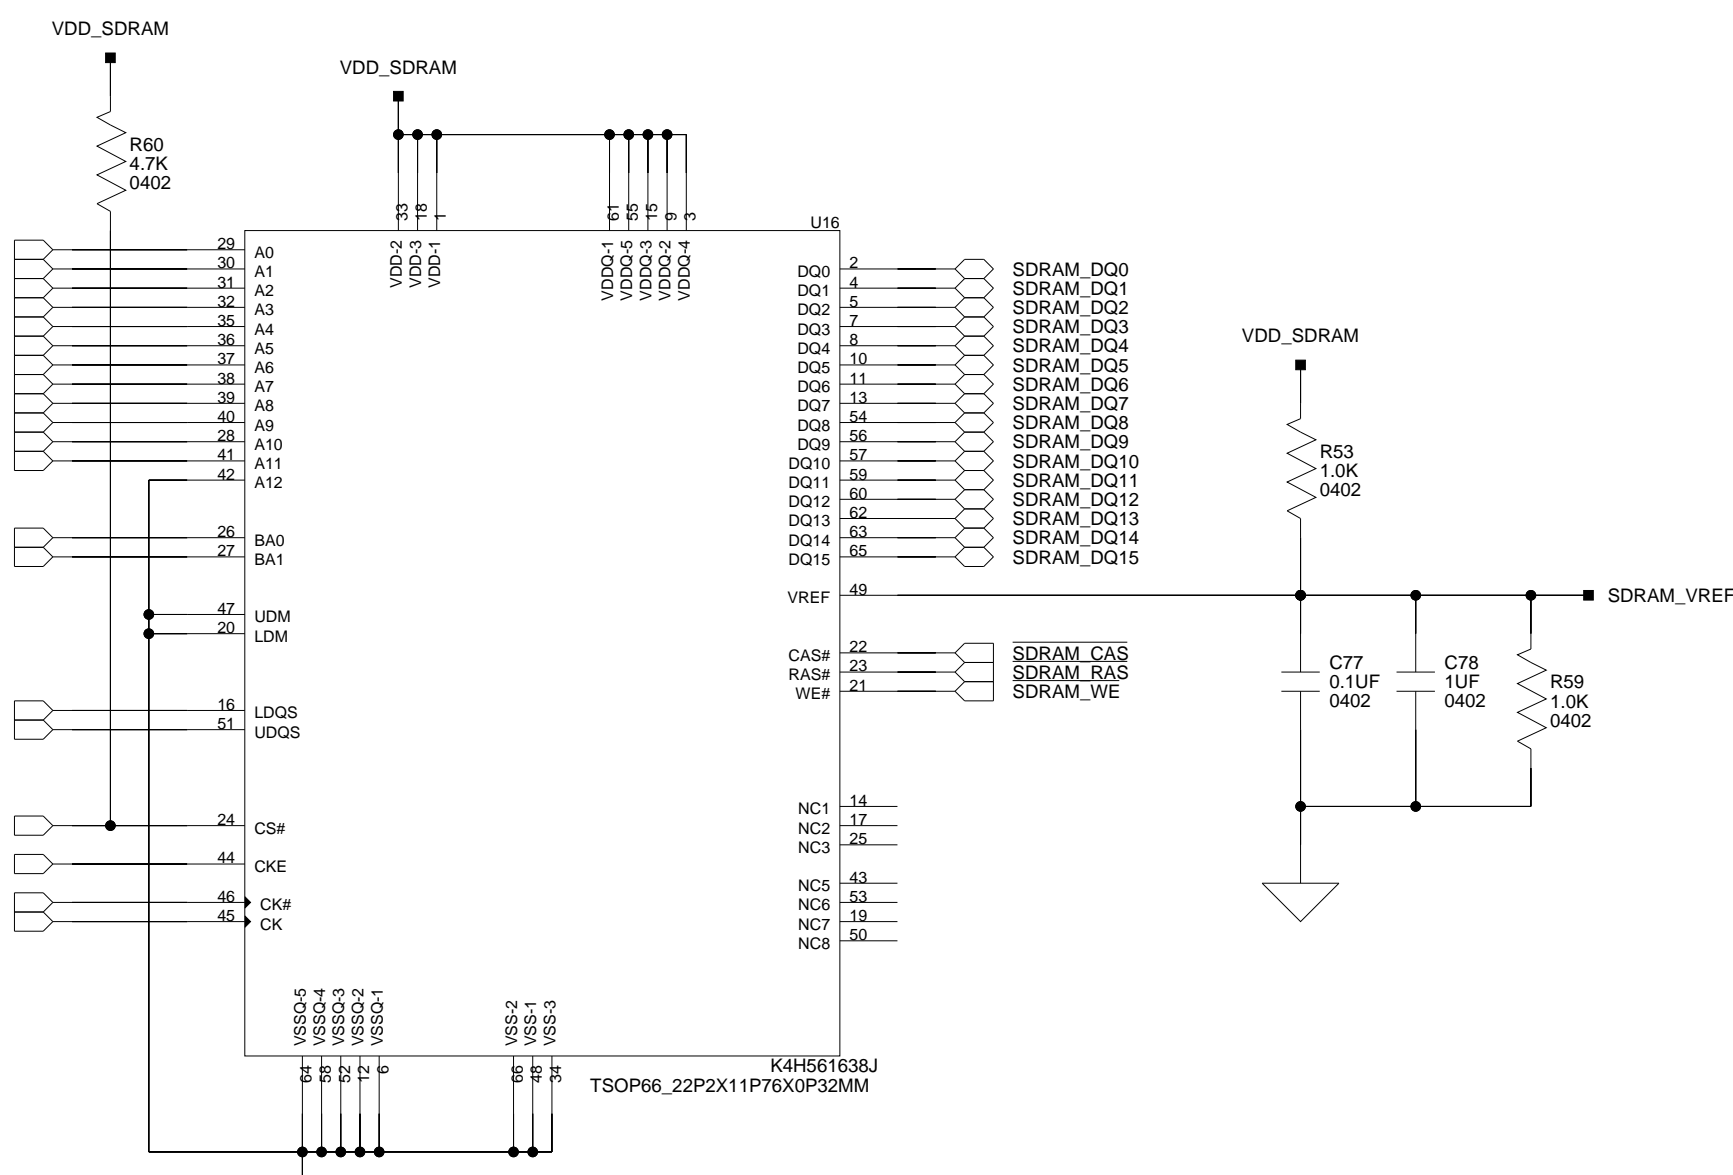 VDD_SDRAM
VDD_SDRAM
R60
4.7K
0402
33 18 1 61 55 15 9 3
U16
VDD-2 VDD-3 VDD-1 VDDQ-1 VDDQ-5 VDDQ-3 VDDQ-2 VDDQ-4
29 A0
30 A1
31 A2
32 A3
35 A4
36 A5
37 A6
38 A7
39 A8
40 A9
28 A10
41 A11
42 A12
26 BA0
27 BA1
47 UDM
20 LDM
16 LDQS
51 UDQS
24 CS#
44 CKE
46 CK#
45 CK
DQ0 2 SDRAM_DQ0
DQ1 4 SDRAM_DQ1
DQ2 5 SDRAM_DQ2
DQ3 7 SDRAM_DQ3
DQ4 8 SDRAM_DQ4
DQ5 10 SDRAM_DQ5
DQ6 11 SDRAM_DQ6
DQ7 13 SDRAM_DQ7
DQ8 54 SDRAM_DQ8
DQ9 56 SDRAM_DQ9
DQ10 57 SDRAM_DQ10
DQ11 59 SDRAM_DQ11
DQ12 60 SDRAM_DQ12
DQ13 62 SDRAM_DQ13
DQ14 63 SDRAM_DQ14
DQ15 65 SDRAM_DQ15
VREF 49 SDRAM_VREF
CAS# 22 SDRAM_CAS
RAS# 23 SDRAM_RAS
WE# 21 SDRAM_WE
NC1 14
NC2 17
NC3 25
NC5 43
NC6 53
NC7 19
NC8 50
VDD_SDRAM
R53
1.0K
0402
C77
0.1UF
0402
C78
1UF
0402
R59
1.0K
0402
VSSQ-5 VSSQ-4 VSSQ-3 VSSQ-2 VSSQ-1 VSS-2 VSS-1 VSS-3
64 58 52 12 6 66 48 34
K4H561638J
TSOP66_22P2X11P76X0P32MM